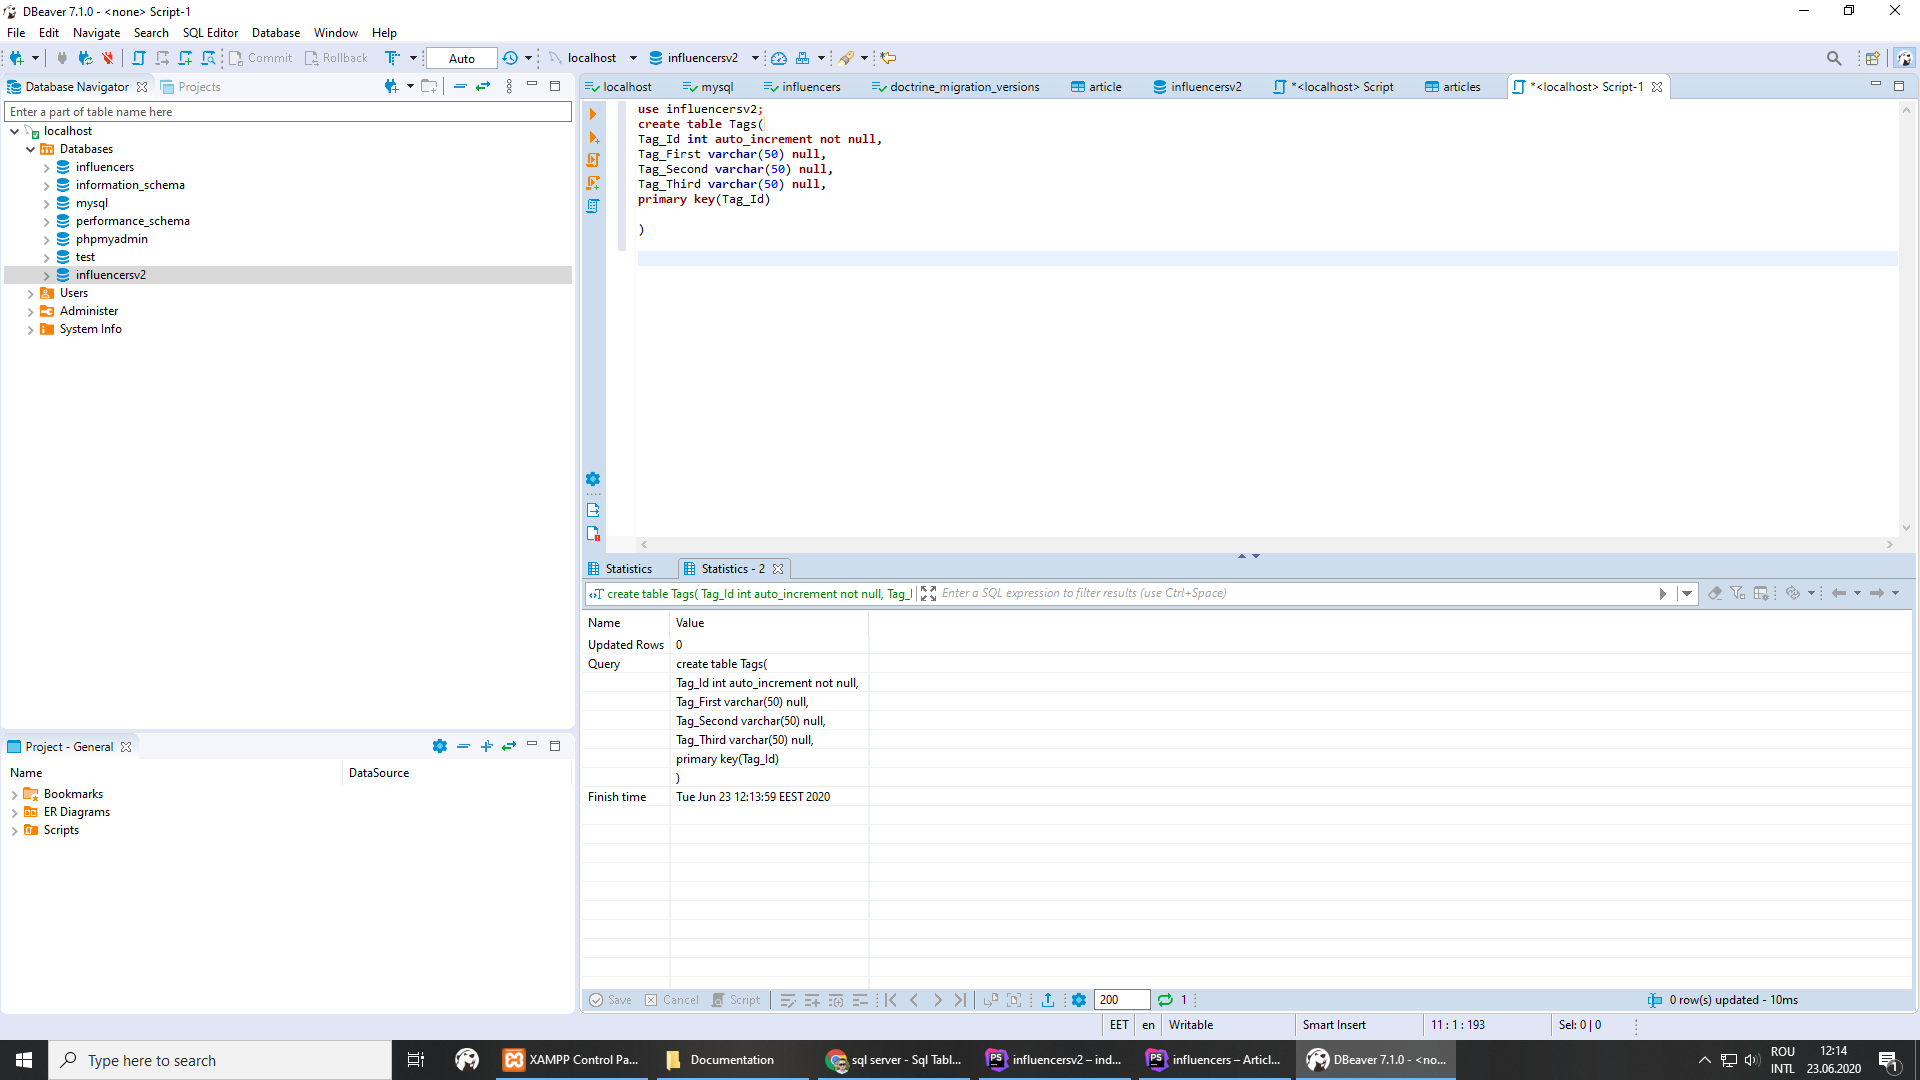 DBeaver 7.1.0 - <none> Script-1
File Edit Navigate Search SQL Editor Database Window Help
Commit Rollback Auto localhost influencersv2
Database Navigator Projects
Enter a part of table name here
localhost
Databases
influencers
information_schema
mysql
performance_schema
phpmyadmin
test
influencersv2
Users
Administer
System Info
Project - General
Name DataSource
Bookmarks
ER Diagrams
Scripts
localhost mysql influencers doctrine_migration_versions article influencersv2 *<localhost> Script articles *<localhost> Script-1
use influencersv2;
create table Tags(
Tag_Id int auto_increment not null,
Tag_First varchar(50) null,
Tag_Second varchar(50) null,
Tag_Third varchar(50) null,
primary key(Tag_Id)
)
Statistics Statistics - 2
create table Tags( Tag_Id int auto_increment not null, Tag_I Enter a SQL expression to filter results (use Ctrl+Space)
Name Value
Updated Rows 0
Query create table Tags(
Tag_Id int auto_increment not null,
Tag_First varchar(50) null,
Tag_Second varchar(50) null,
Tag_Third varchar(50) null,
primary key(Tag_Id)
)
Finish time Tue Jun 23 12:13:59 EEST 2020
Save Cancel Script 200 1 0 row(s) updated - 10ms
EET en Writable Smart Insert 11 : 1 : 193 Sel: 0 | 0
Type here to search XAMPP Control Pa... Documentation sql server - Sql Tabl... influencersv2 – ind... influencers – Articl... DBeaver 7.1.0 - <no...
ROU 12:14
INTL 23.06.2020 1